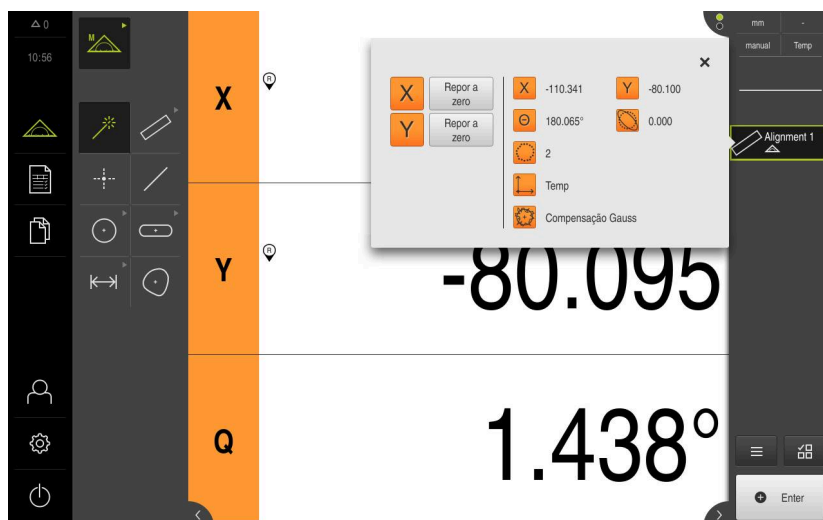 0
10:56
M
X
R
Y
R
-80.095
Q
1.438°
X
Repor a
zero
Y
Repor a
zero
X
-110.341
Y
-80.100
Θ
180.065°
0.000
2
Temp
Compensação Gauss
mm
-
manual
Temp
Alignment 1
Enter